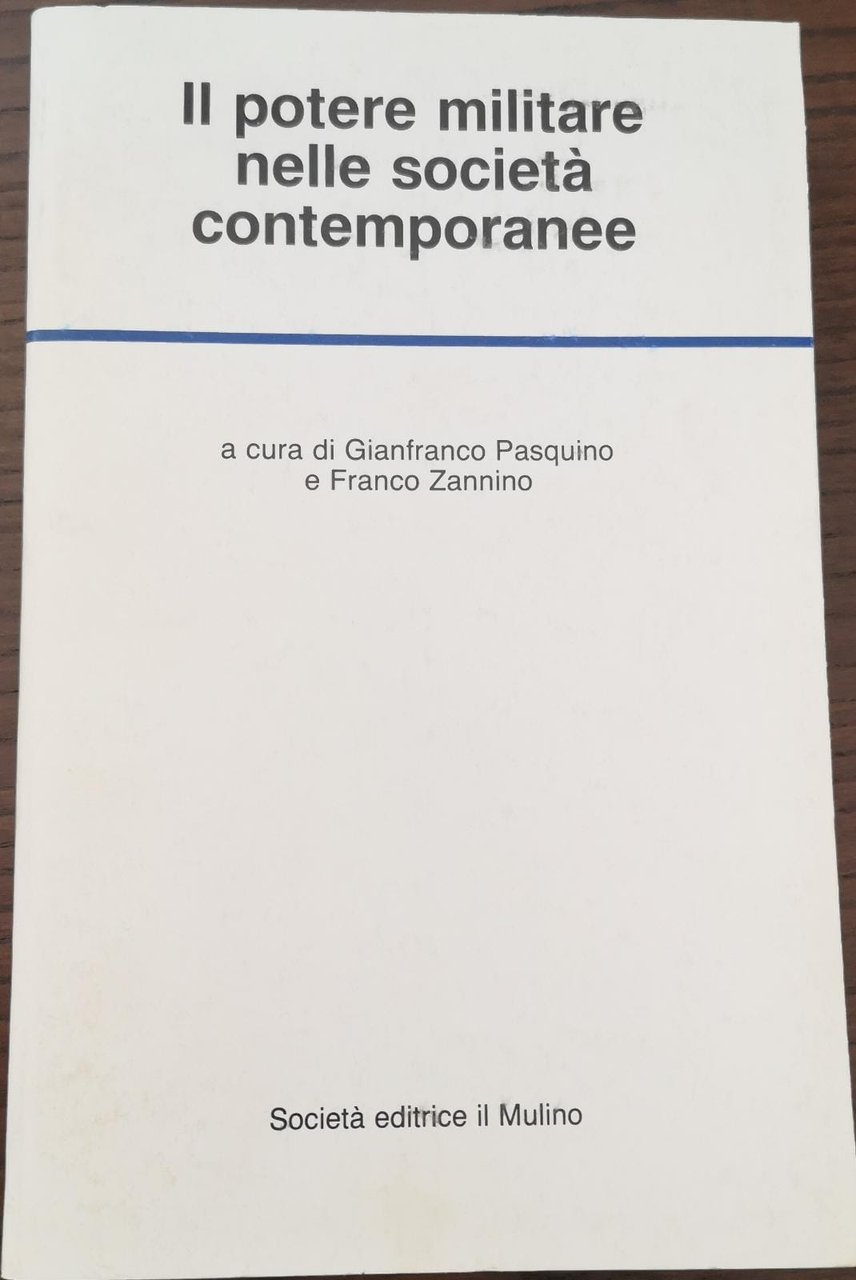 Il potere militare
nelle società
contemporanee
a cura di Gianfranco Pasquino
e Franco Zannino
Società editrice il Mulino